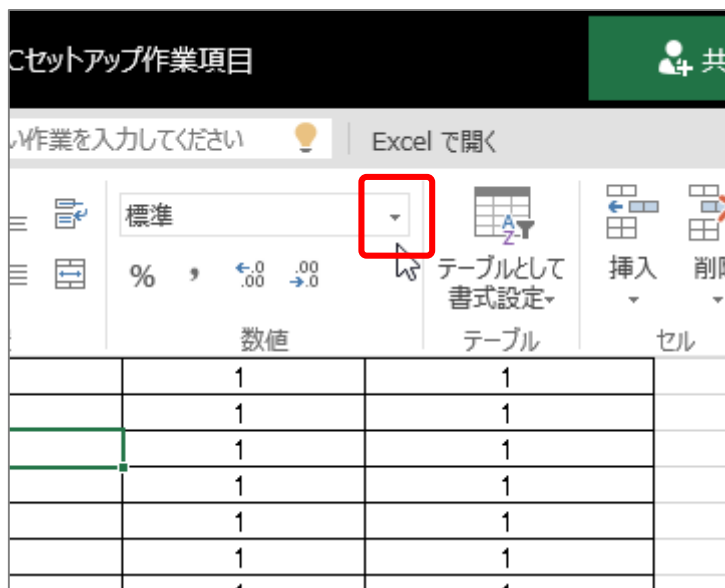 Cセットアップ作業項目
共
い作業を入力してください
Excel で開く
標準
% , .0 .00 .00 .0
テーブルとして
書式設定
挿入
削除
数値
テーブル
セル
A
Z
1 1
1 1
1 1
1 1
1 1
1 1